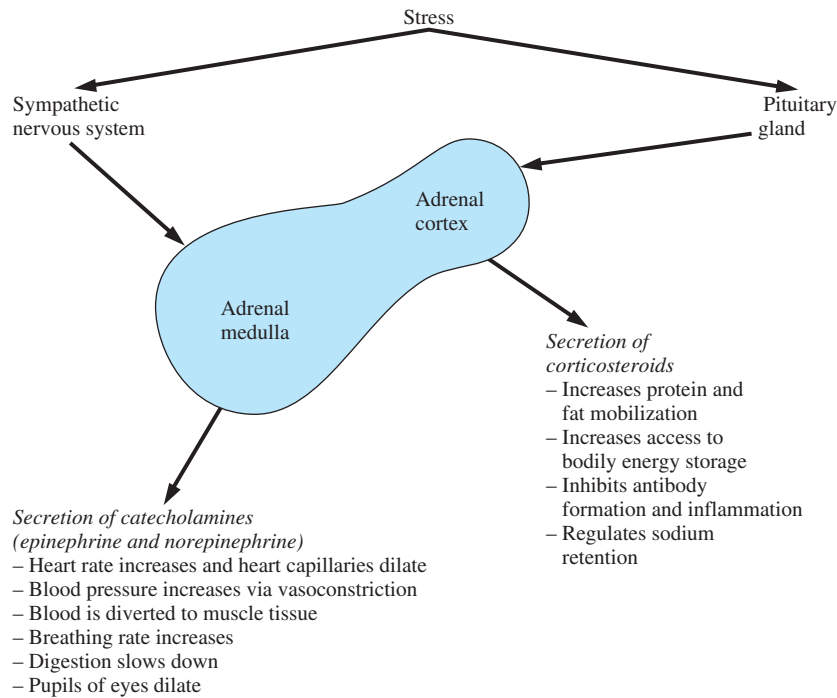 Stress
Sympathetic
nervous system
Pituitary
gland
Adrenal
cortex
Adrenal
medulla
Secretion of
corticosteroids
– Increases protein and
fat mobilization
– Increases access to
bodily energy storage
– Inhibits antibody
formation and inflammation
– Regulates sodium
retention
Secretion of catecholamines
(epinephrine and norepinephrine)
– Heart rate increases and heart capillaries dilate
– Blood pressure increases via vasoconstriction
– Blood is diverted to muscle tissue
– Breathing rate increases
– Digestion slows down
– Pupils of eyes dilate